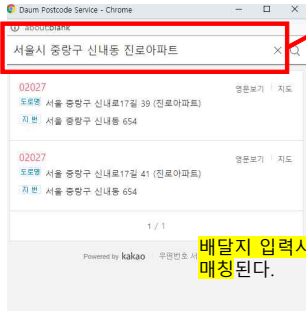 Daum Postcode Service - Chrome
about:blank
서울시 중랑구 신내동 진로아파트
02027
영문보기 지도
도로명 서울 중랑구 신내로17길 39 (진로아파트)
지번 서울 중랑구 신내동 654
02027
영문보기 지도
도로명 서울 중랑구 신내로17길 41 (진로아파트)
지번 서울 중랑구 신내동 654
1 / 1
Powered by kakao 우편번호 서
배달지 입력시
매칭된다.